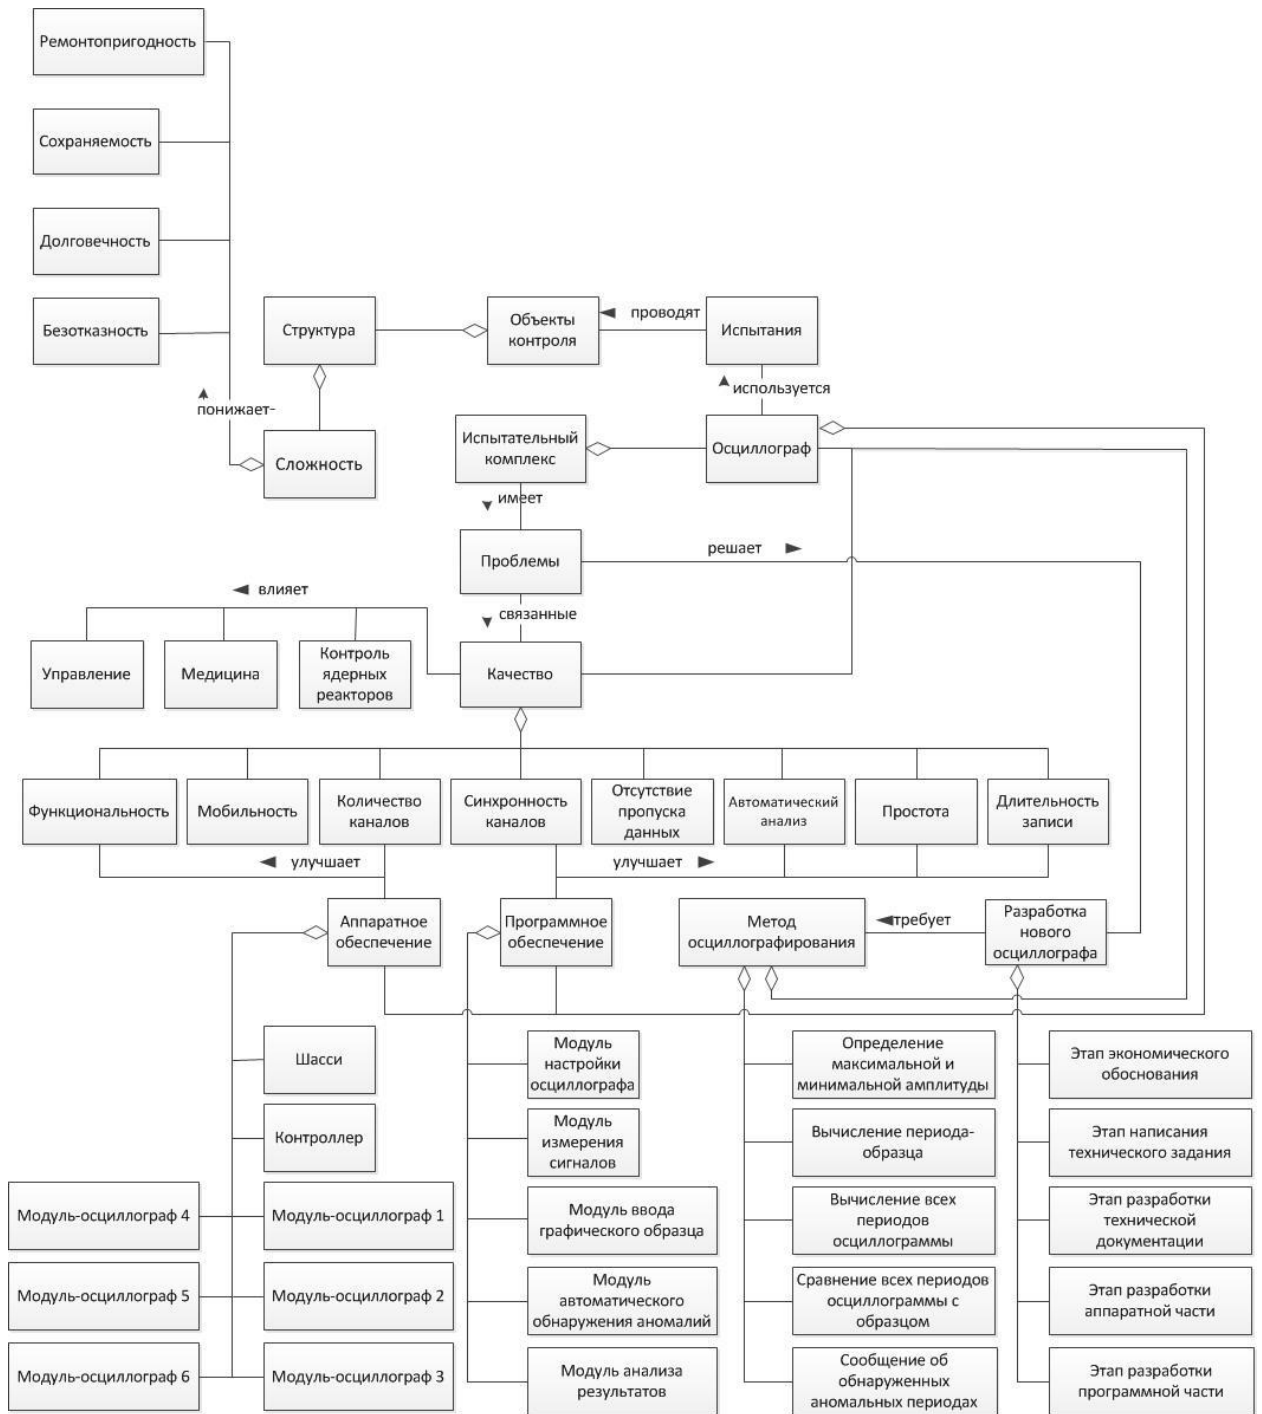 Ремонтопригодность
Сохраняемость
Долговечность
Безотказность
Структура
Объекты
контроля
проводят
Испытания
понижает-
используется
Сложность
Испытательный
комплекс
Осциллограф
имеет
Проблемы
решает
влияет
связанные
Управление
Медицина
Контроль
ядерных
реакторов
Качество
Функциональность
Мобильность
Количество
каналов
Синхронность
каналов
Отсутствие
пропуска
данных
Автоматический
анализ
Простота
Длительность
записи
улучшает
улучшает
Аппаратное
обеспечение
Программное
обеспечение
Метод
осциллографирования
требует
Разработка
нового
осциллографа
Шасси
Контроллер
Модуль-осциллограф 4
Модуль-осциллограф 1
Модуль-осциллограф 5
Модуль-осциллограф 2
Модуль-осциллограф 6
Модуль-осциллограф 3
Модуль
настройки
осциллографа
Модуль
измерения
сигналов
Модуль ввода
графического образца
Модуль
автоматического
обнаружения аномалий
Модуль анализа
результатов
Определение
максимальной и
минимальной амплитуды
Вычисление периода-
образца
Вычисление всех
периодов
осциллограммы
Сравнение всех периодов
осциллограммы с
образцом
Сообщение об
обнаруженных
аномальных периодах
Этап экономического
обоснования
Этап написания
технического задания
Этап разработки
технической
документации
Этап разработки
аппаратной части
Этап разработки
программной части